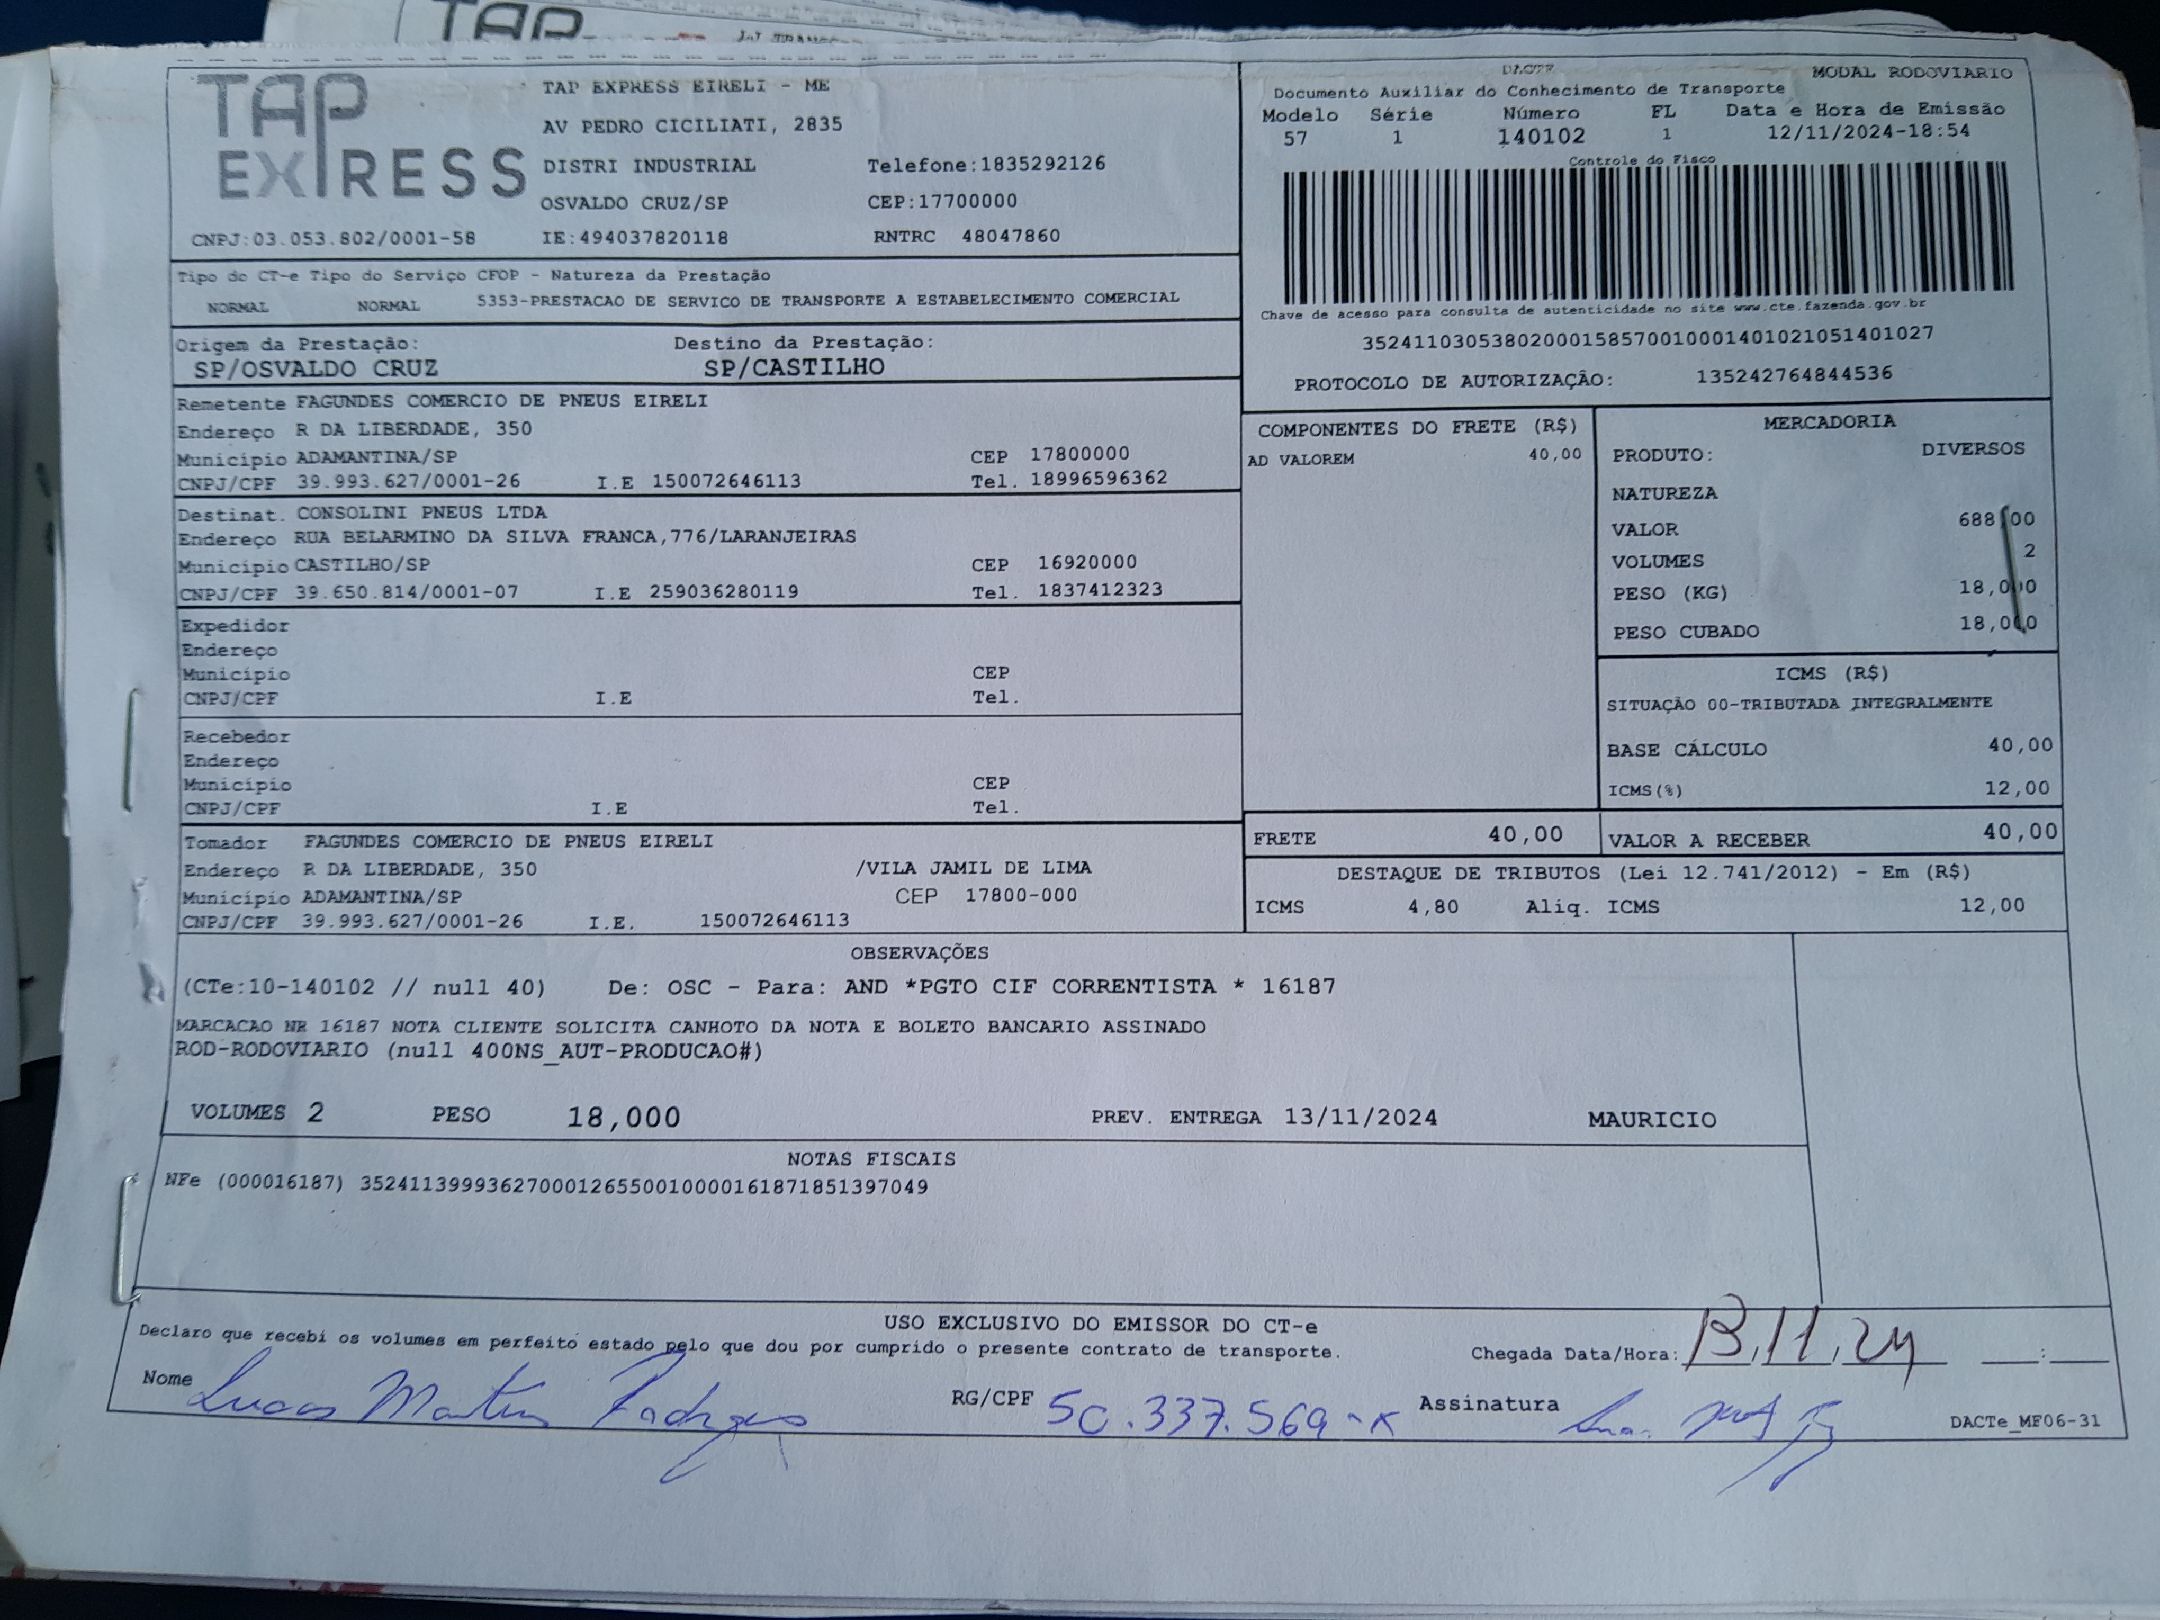 TAP
TAP EXPRESS
TAP EXPRESS EIRELI - ME
AV PEDRO CICILIATI, 2835
DISTRI INDUSTRIAL Telefone:1835292126
OSVALDO CRUZ/SP CEP:17700000
CNPJ:03.053.802/0001-58 IE:494037820118 RNTRC 48047860
DACTE MODAL RODOVIARIO
Documento Auxiliar do Conhecimento de Transporte
Modelo Série Número FL Data e Hora de Emissão
57 1 140102 1 12/11/2024-18:54
Controle do Fisco
Chave de acesso para consulta de autenticidade no site www.cte.fazenda.gov.br
35241103053802000158570010001401021051401027
PROTOCOLO DE AUTORIZAÇÃO: 135242764844536
Tipo do CT-e Tipo do Serviço CFOP - Natureza da Prestação
NORMAL NORMAL 5353-PRESTACAO DE SERVICO DE TRANSPORTE A ESTABELECIMENTO COMERCIAL
Origem da Prestação: Destino da Prestação:
SP/OSVALDO CRUZ SP/CASTILHO
Remetente FAGUNDES COMERCIO DE PNEUS EIRELI
Endereço R DA LIBERDADE, 350
Município ADAMANTINA/SP CEP 17800000
CNPJ/CPF 39.993.627/0001-26 I.E 150072646113 Tel. 18996596362
Destinat. CONSOLINI PNEUS LTDA
Endereço RUA BELARMINO DA SILVA FRANCA,776/LARANJEIRAS
Município CASTILHO/SP CEP 16920000
CNPJ/CPF 39.650.814/0001-07 I.E 259036280119 Tel. 1837412323
Expedidor
Endereço
Município CEP
CNPJ/CPF I.E Tel.
Recebedor
Endereço
Município CEP
CNPJ/CPF I.E Tel.
Tomador FAGUNDES COMERCIO DE PNEUS EIRELI
Endereço R DA LIBERDADE, 350 /VILA JAMIL DE LIMA
Município ADAMANTINA/SP CEP 17800-000
CNPJ/CPF 39.993.627/0001-26 I.E. 150072646113
COMPONENTES DO FRETE (R$)
AD VALOREM 40,00
MERCADORIA
PRODUTO: DIVERSOS
NATUREZA
VALOR 688,00
VOLUMES 2
PESO (KG) 18,000
PESO CUBADO 18,000
ICMS (R$)
SITUAÇÃO 00-TRIBUTADA INTEGRALMENTE
BASE CÁLCULO 40,00
ICMS(%) 12,00
FRETE 40,00 VALOR A RECEBER 40,00
DESTAQUE DE TRIBUTOS (Lei 12.741/2012) - Em (R$)
ICMS 4,80 Aliq. ICMS 12,00
OBSERVAÇÕES
(CTe:10-140102 // null 40) De: OSC - Para: AND *PGTO CIF CORRENTISTA * 16187
MARCACAO NR 16187 NOTA CLIENTE SOLICITA CANHOTO DA NOTA E BOLETO BANCARIO ASSINADO
ROD-RODOVIARIO (null 400NS_AUT-PRODUCAO#)
VOLUMES 2 PESO 18,000 PREV. ENTREGA 13/11/2024 MAURICIO
NOTAS FISCAIS
NFe (000016187) 35241139993627000126550010000161871851397049
USO EXCLUSIVO DO EMISSOR DO CT-e
Declaro que recebi os volumes em perfeito estado pelo que dou por cumprido o presente contrato de transporte.
Chegada Data/Hora: 13,11,24 ___:____
Nome Lucas Martins Rodrigues RG/CPF 50.337.569-X Assinatura
DACTe_MF06-31